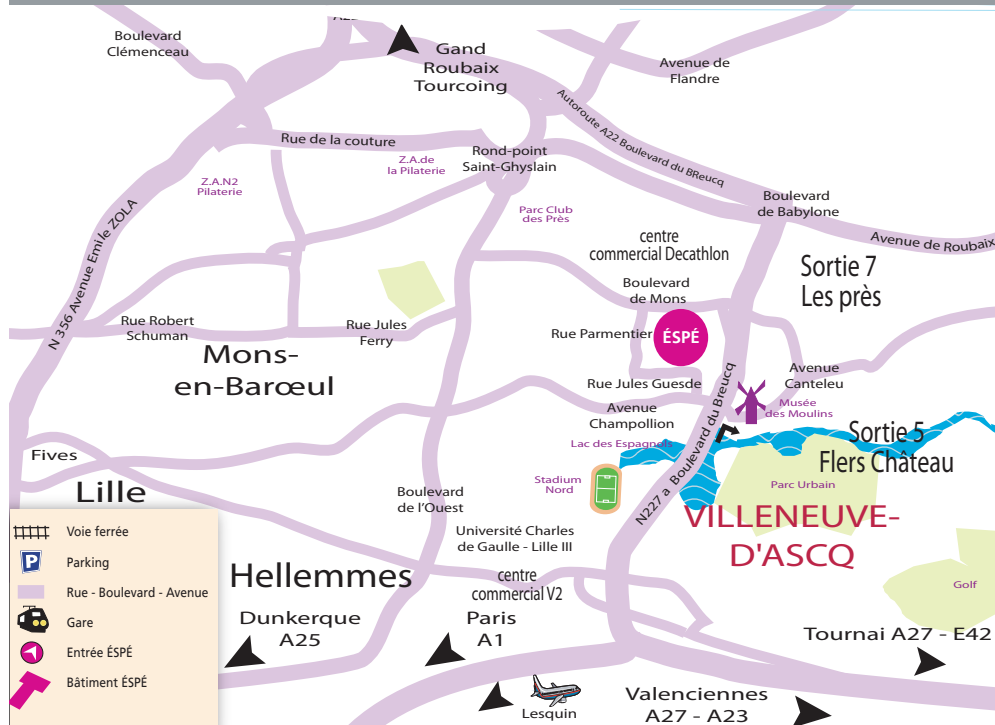 Boulevard
Clémenceau
Gand
Roubaix
Tourcoing
Avenue de
Flandre
Autoroute A22 Boulevard du BReucq
Rue de la couture
Rond-point
Saint-Ghyslain
Z.A.de
la Pilaterie
Z.A.N2
Pilaterie
N 356 Avenue Emile ZOLA
Parc Club
des Près
Boulevard
de Babylone
Avenue de Roubaix
centre
commercial Decathlon
Sortie 7
Les près
Boulevard
de Mons
Rue Robert
Schuman
Rue Jules
Ferry
Rue Parmentier
ÉSPÉ
Mons-
en-Barœul
Rue Jules Guesde
Avenue
Canteleu
Avenue
Champollion
Musée
des Moulins
N227 a Boulevard du Breucq
Lac des Espagnols
Sortie 5
Flers Château
Fives
Lille
Stadium
Nord
Parc Urbain
Boulevard
de l'Ouest
VILLENEUVE-
D'ASCQ
Université Charles
de Gaulle - Lille III
Hellemmes
centre
commercial V2
Golf
Dunkerque
A25
Paris
A1
Tournai A27 - E42
Lesquin
Valenciennes
A27 - A23
Voie ferrée
P
Parking
Rue - Boulevard - Avenue
Gare
Entrée ÉSPÉ
Bâtiment ÉSPÉ